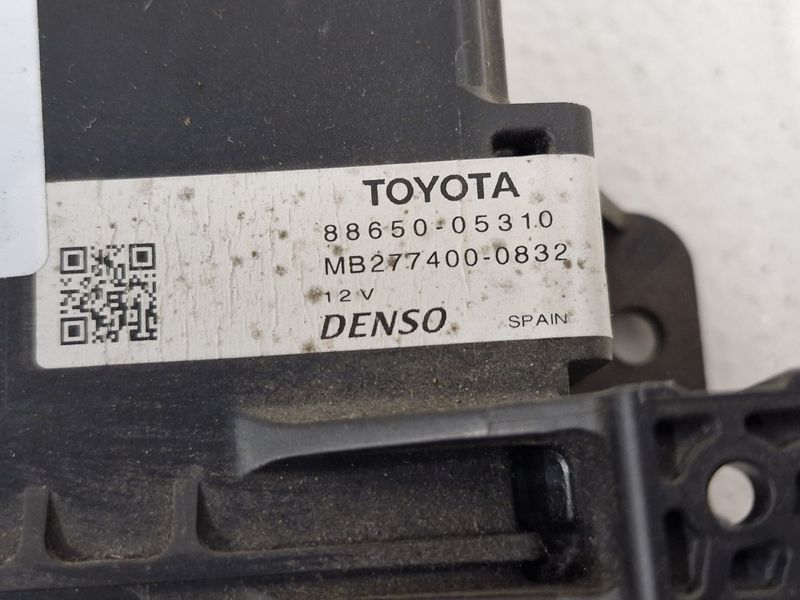 TOYOTA
88650-05310
MB277400-0832
12V
DENSO SPAIN